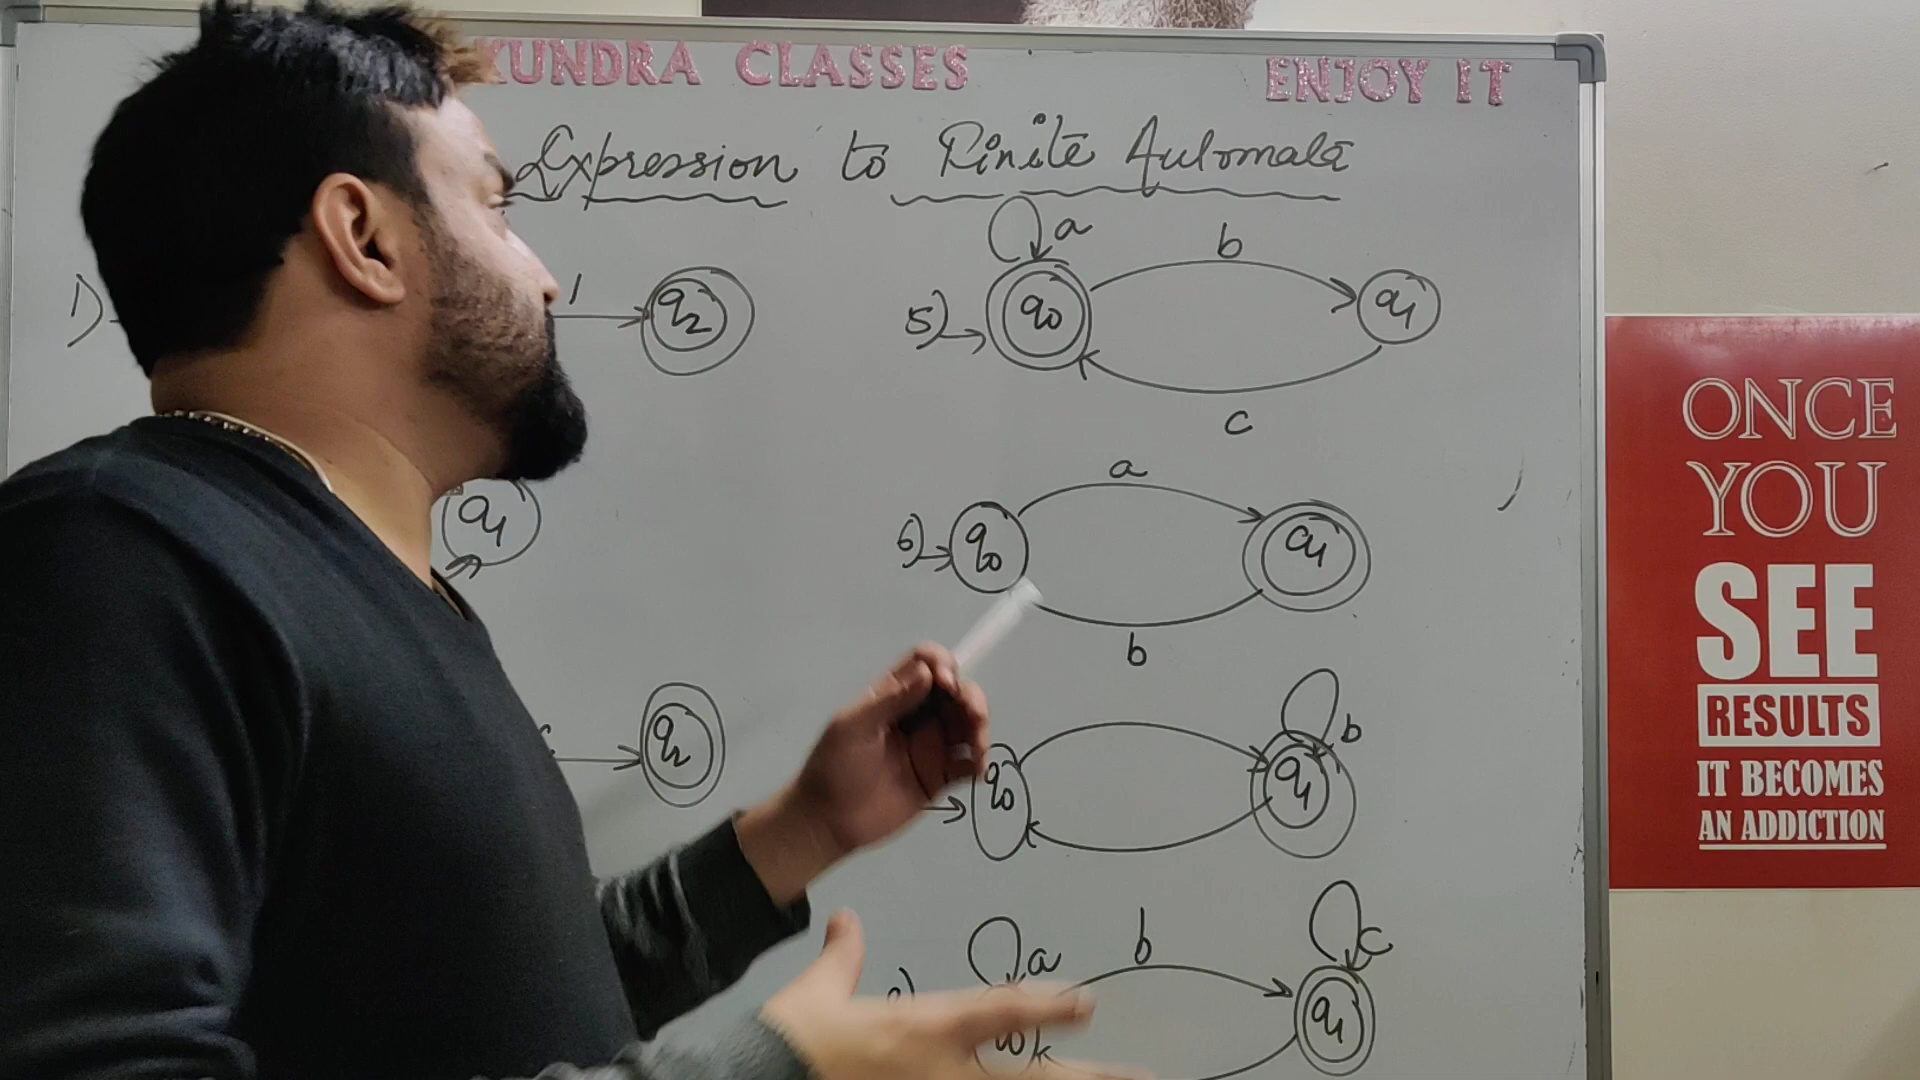 KUNDRA CLASSES ENJOY IT
Expression to Finite Automata
1) 1 q2
5) q0 a b q1
c
q1
6) q0 a q1
b
q2
q0 q1 b
a b c
q0 q1
ONCE
YOU
SEE
RESULTS
IT BECOMES
AN ADDICTION